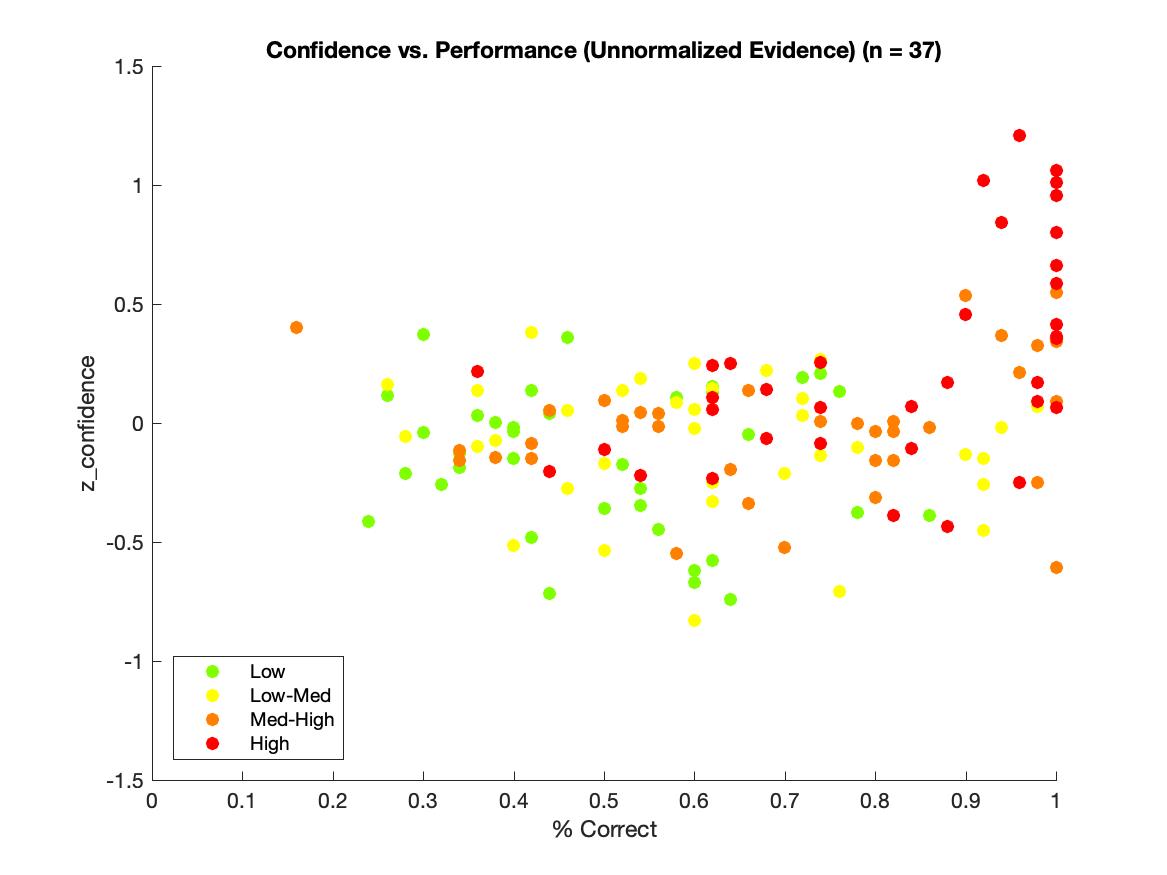 Confidence vs. Performance (Unnormalized Evidence) (n = 37)
1.5
1
0.5
0
-0.5
-1
-1.5
z_confidence
Low
Low-Med
Med-High
High
0 0.1 0.2 0.3 0.4 0.5 0.6 0.7 0.8 0.9 1
% Correct